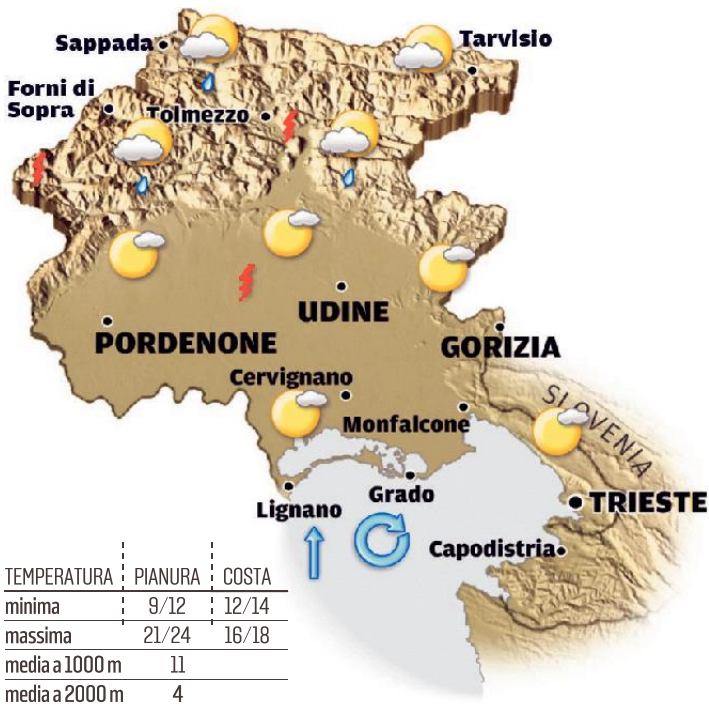 Sappada
Tarvisio
Forni di
Sopra
Tolmezzo
UDINE
PORDENONE
GORIZIA
Cervignano
SLOVENIA
Monfalcone
Grado
Lignano
TRIESTE
Capodistria
TEMPERATURA PIANURA COSTA
minima 9/12 12/14
massima 21/24 16/18
media a 1000 m 11
media a 2000 m 4